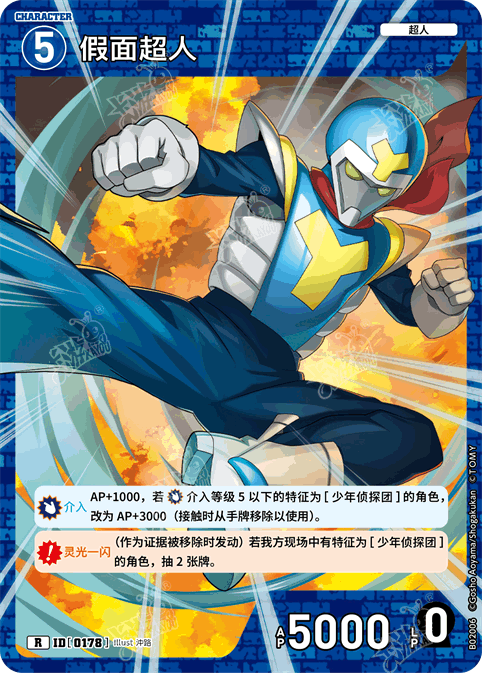 CHARACTER
5
假面超人
超人
介入
AP+1000，若介入等级 5 以下的特征为 [ 少年侦探团 ] 的角色，
改为 AP+3000（接触时从手牌移除以使用）。
灵光一闪
（作为证据被移除时发动）若我方现场中有特征为 [ 少年侦探团 ]
的角色，抽 2 张牌。
R ID[0178] Illust 沖路
AP 5000
LP 0
B02006 ©Gosho Aoyama/Shogakukan ©TOMY